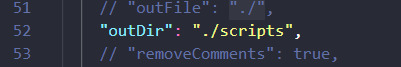 51 // "outFile": "./",
52 "outDir": "./scripts",
53 // "removeComments": true,